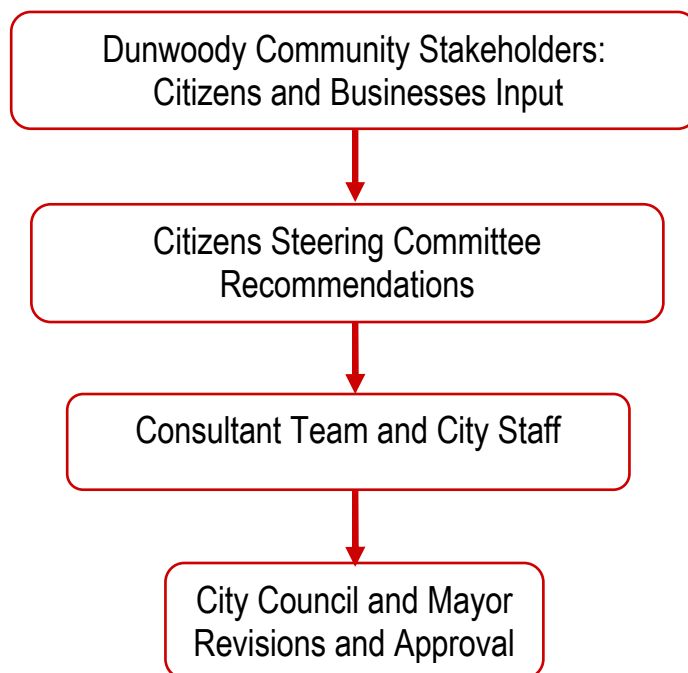 Dunwoody Community Stakeholders:
Citizens and Businesses Input
Citizens Steering Committee
Recommendations
Consultant Team and City Staff
City Council and Mayor
Revisions and Approval